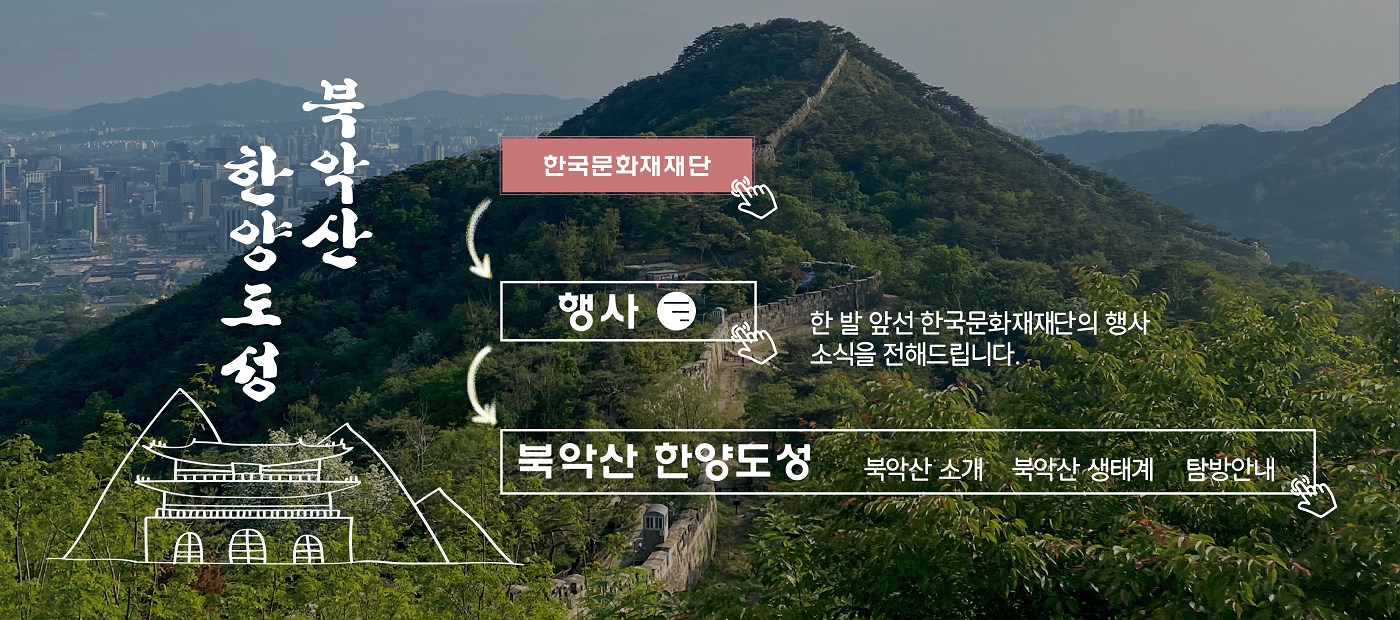 북악산
한양도성
한국문화재재단
행사
한 발 앞선 한국문화재재단의 행사
소식을 전해드립니다.
북악산 한양도성 북악산 소개 북악산 생태계 탐방안내